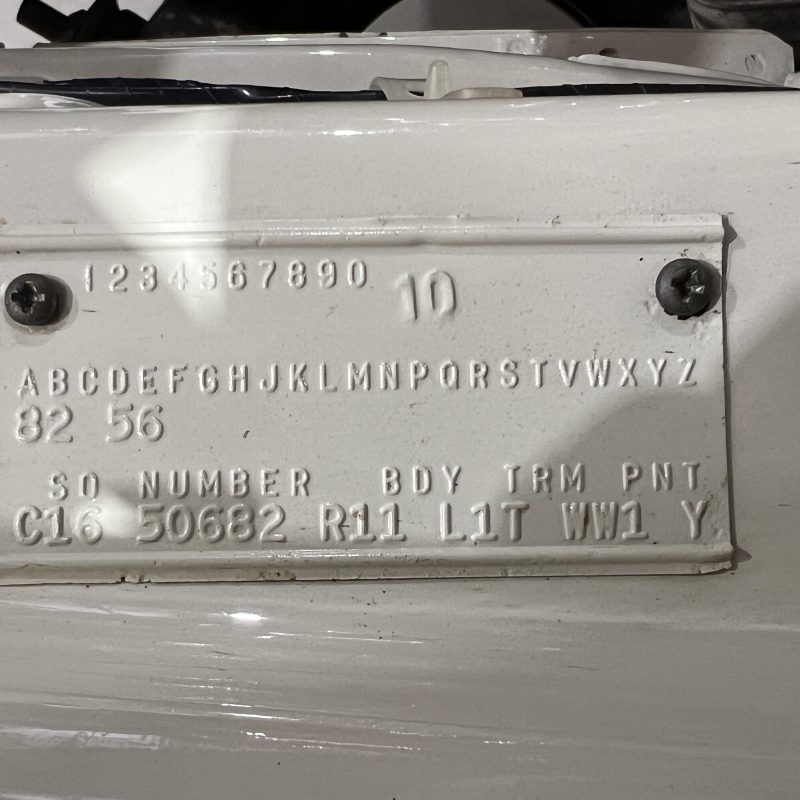 1234567890 10
ABCDEFGHJKLMNPQRSTVWXYZ
82 56
SO NUMBER BDY TRM PNT
C16 50682 R11 L1T WW1 Y